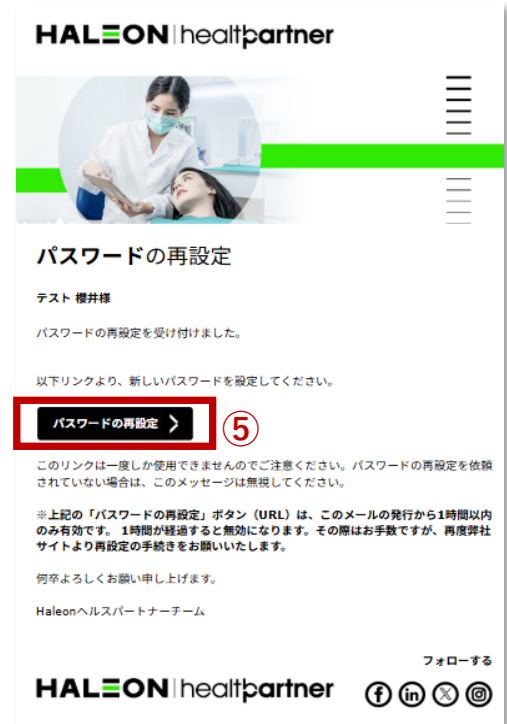 HALEON healthpartner
パスワードの再設定
テスト 櫻井様
パスワードの再設定を受け付けました。
以下リンクより、新しいパスワードを設定してください。
パスワードの再設定
⑤
このリンクは一度しか使用できませんのでご注意ください。パスワードの再設定を依頼
されていない場合は、このメッセージは無視してください。
※上記の「パスワードの再設定」ボタン（URL）は、このメールの発行から1時間以内
のみ有効です。 1時間が経過すると無効になります。その際はお手数ですが、再度弊社
サイトより再設定の手続きをお願いいたします。
何卒よろしくお願い申し上げます。
Haleonヘルスパートナーチーム
フォローする
HALEON healthpartner